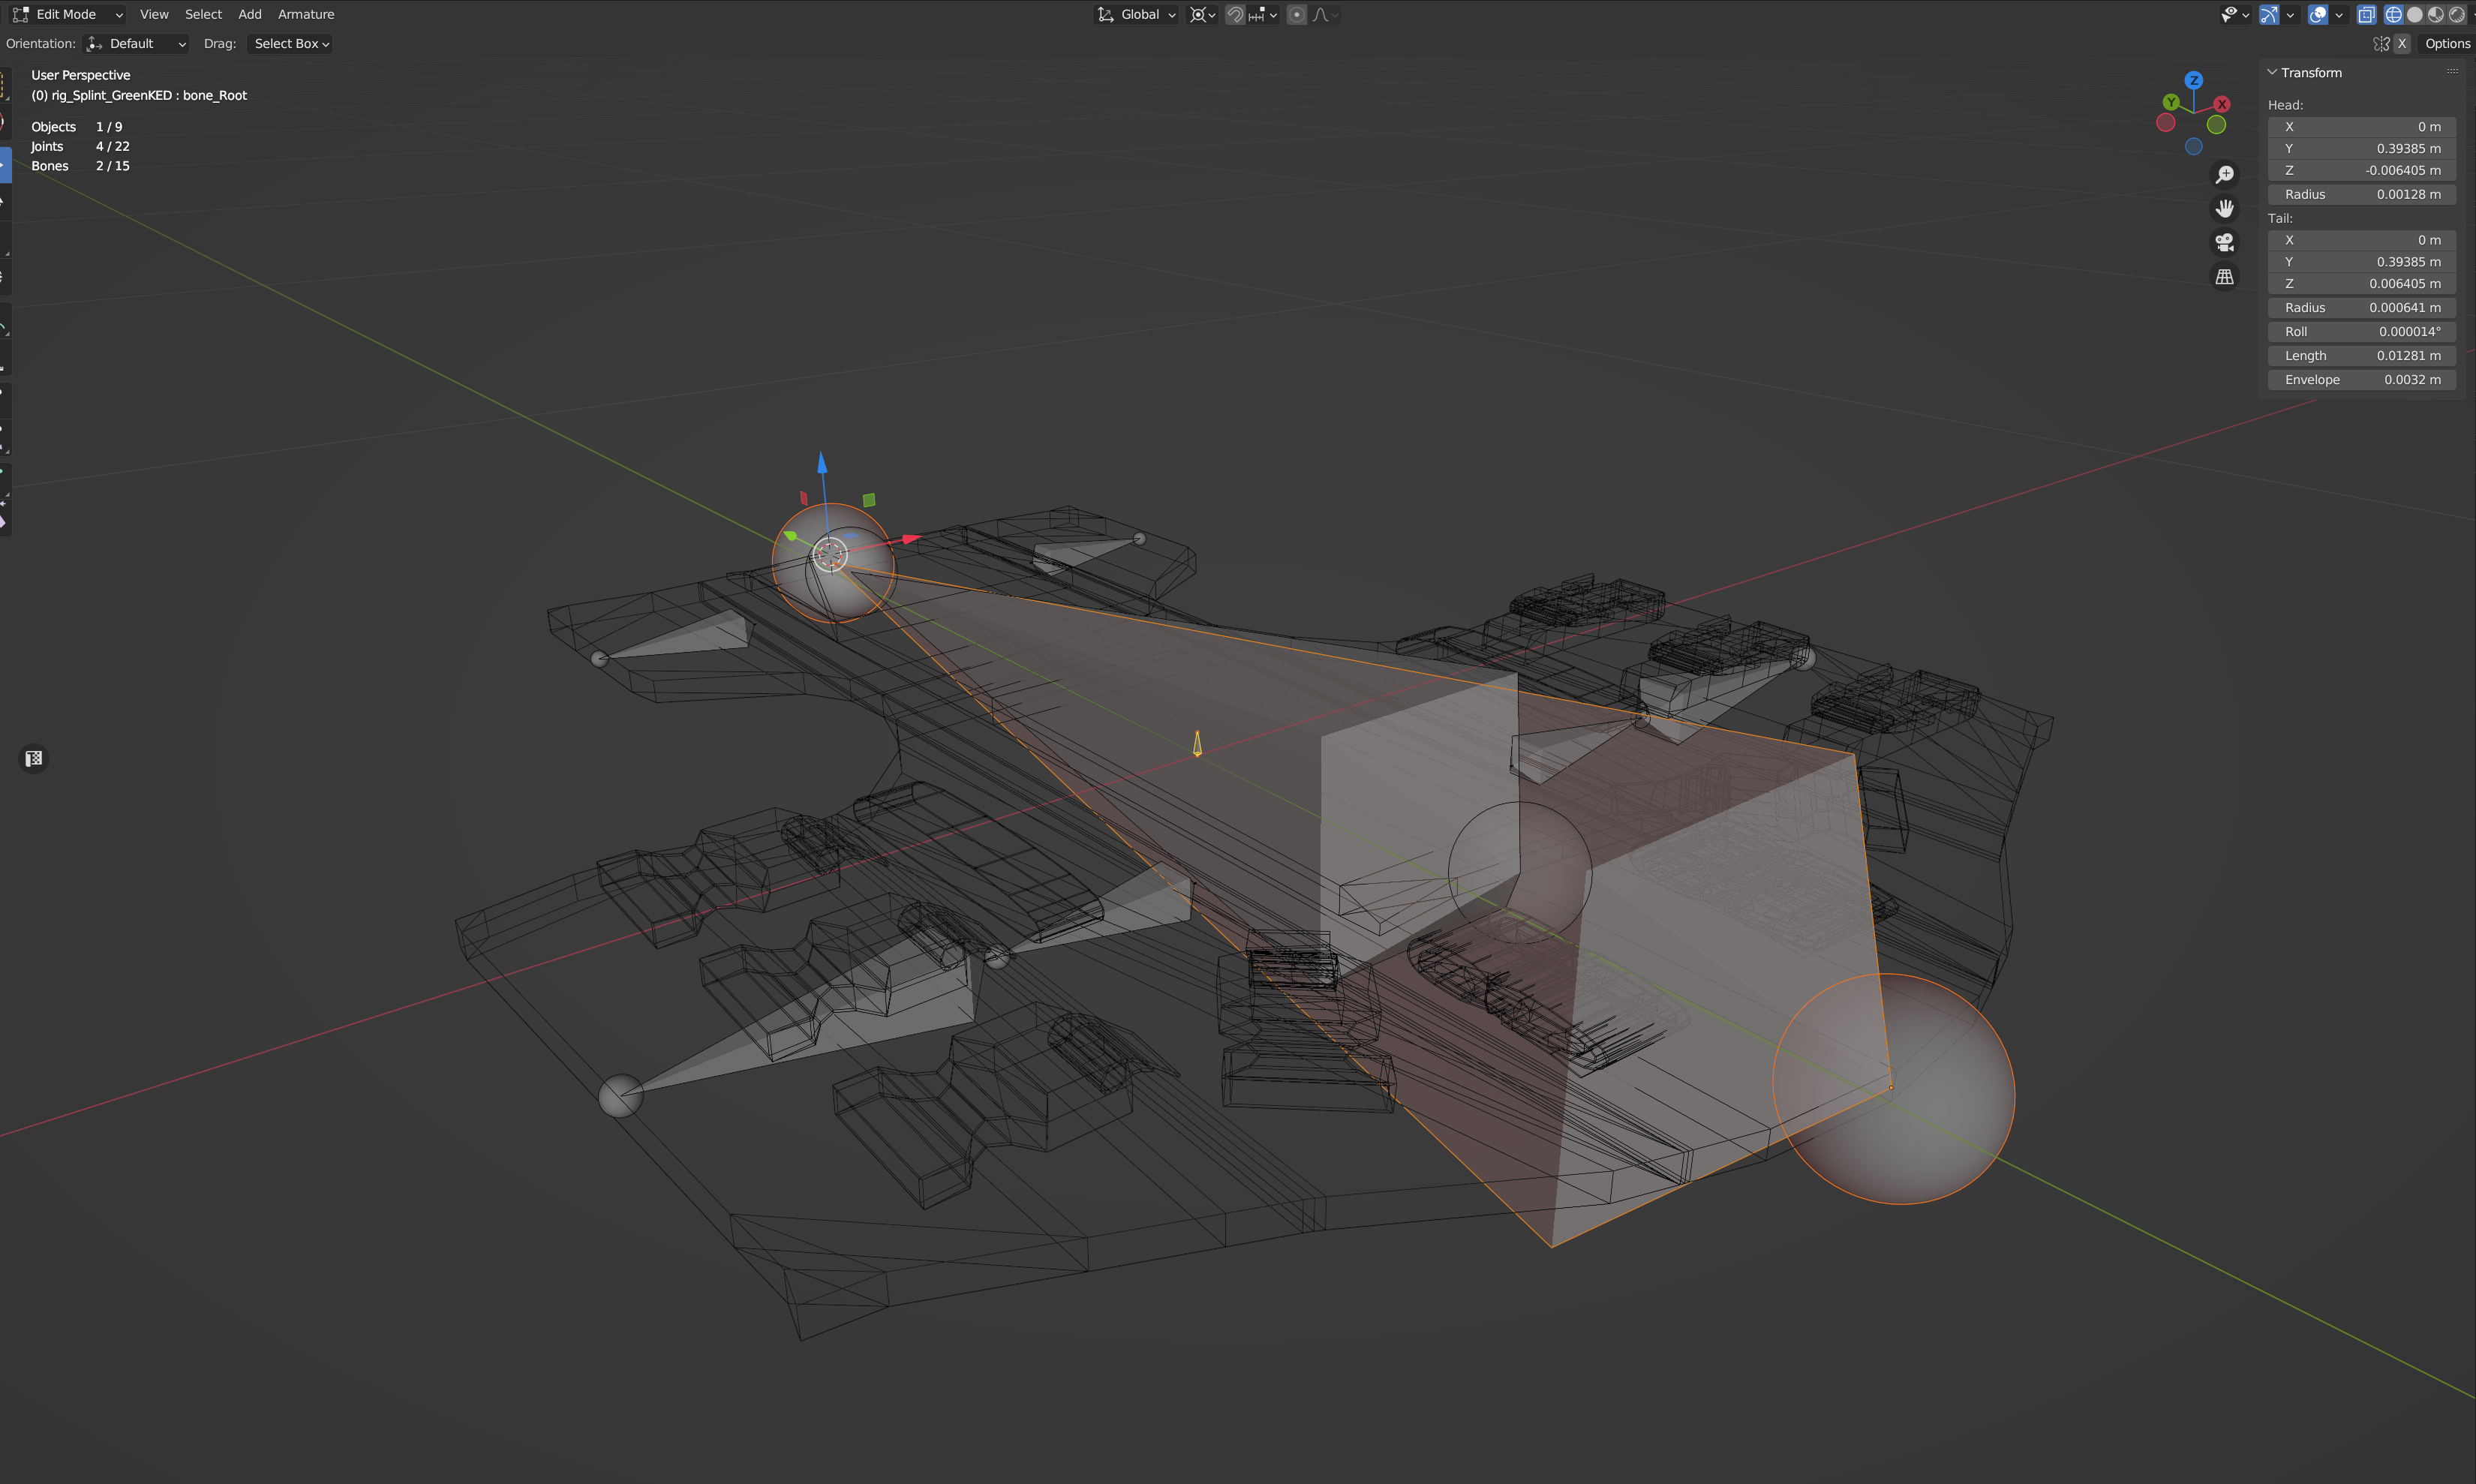 Edit Mode View Select Add Armature Global
Orientation: Default Drag: Select Box X Options
User Perspective
(0) rig_Splint_GreenKED : bone_Root
Objects 1 / 9
Joints 4 / 22
Bones 2 / 15
Z
Y
X
Transform
Head:
X 0 m
Y 0.39385 m
Z -0.006405 m
Radius 0.00128 m
Tail:
X 0 m
Y 0.39385 m
Z 0.006405 m
Radius 0.000641 m
Roll 0.000014°
Length 0.01281 m
Envelope 0.0032 m